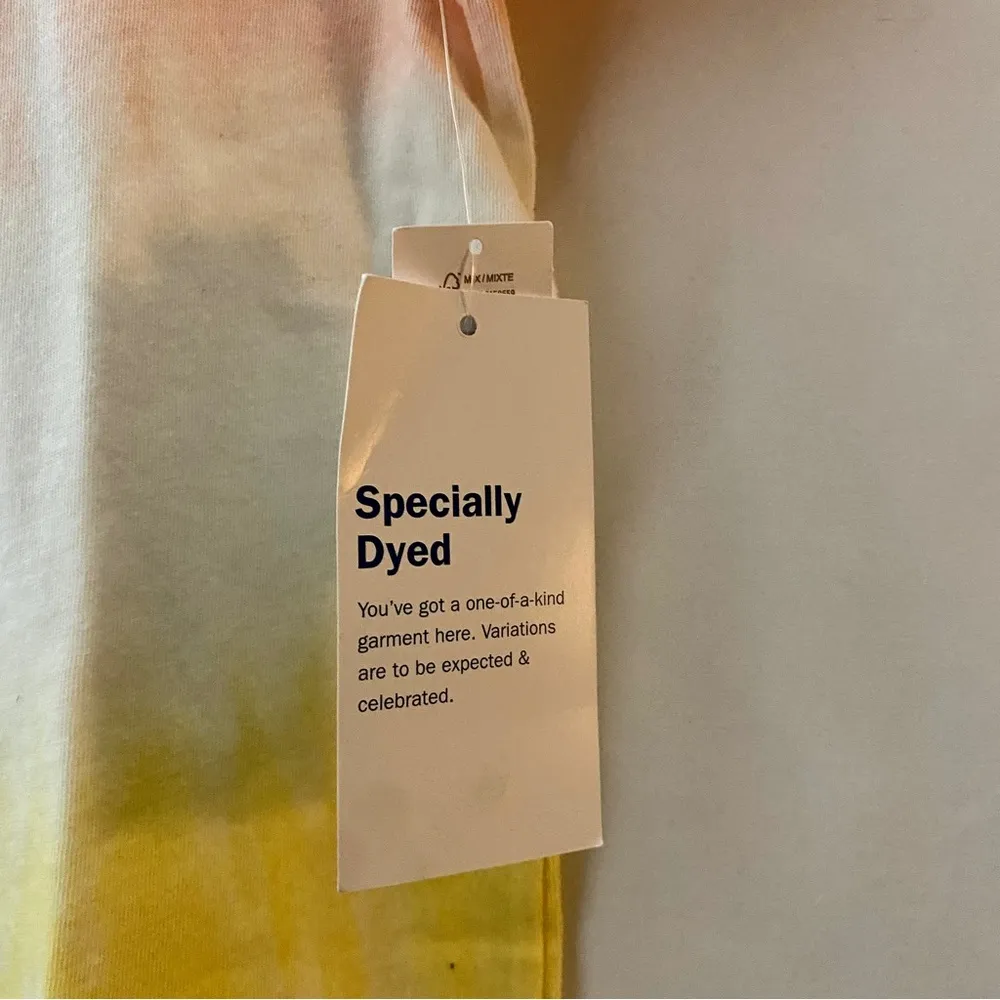 MIX/MIXTE
Specially
Dyed
You've got a one-of-a-kind
garment here. Variations
are to be expected &
celebrated.